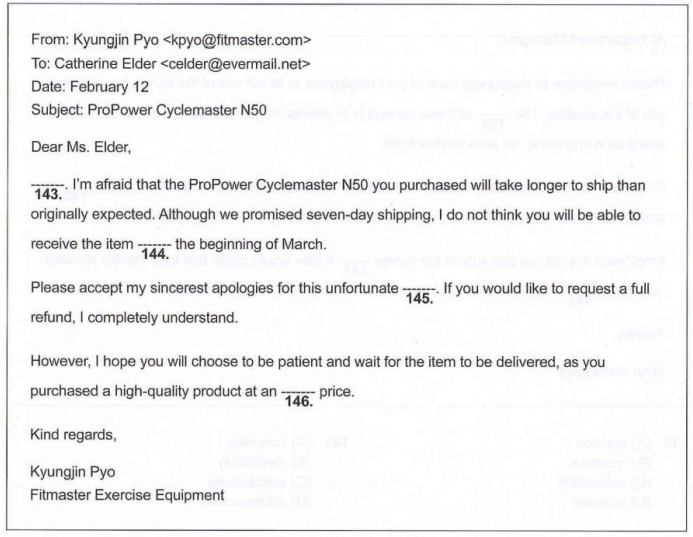 From: Kyungjin Pyo <kpyo@fitmaster.com>
To: Catherine Elder <celder@evermail.net>
Date: February 12
Subject: ProPower Cyclemaster N50
Dear Ms. Elder,
-------. I'm afraid that the ProPower Cyclemaster N50 you purchased will take longer to ship than
143.
originally expected. Although we promised seven-day shipping, I do not think you will be able to
receive the item ------- the beginning of March.
144.
Please accept my sincerest apologies for this unfortunate -------. If you would like to request a full
145.
refund, I completely understand.
However, I hope you will choose to be patient and wait for the item to be delivered, as you
purchased a high-quality product at an ------- price.
146.
Kind regards,
Kyungjin Pyo
Fitmaster Exercise Equipment